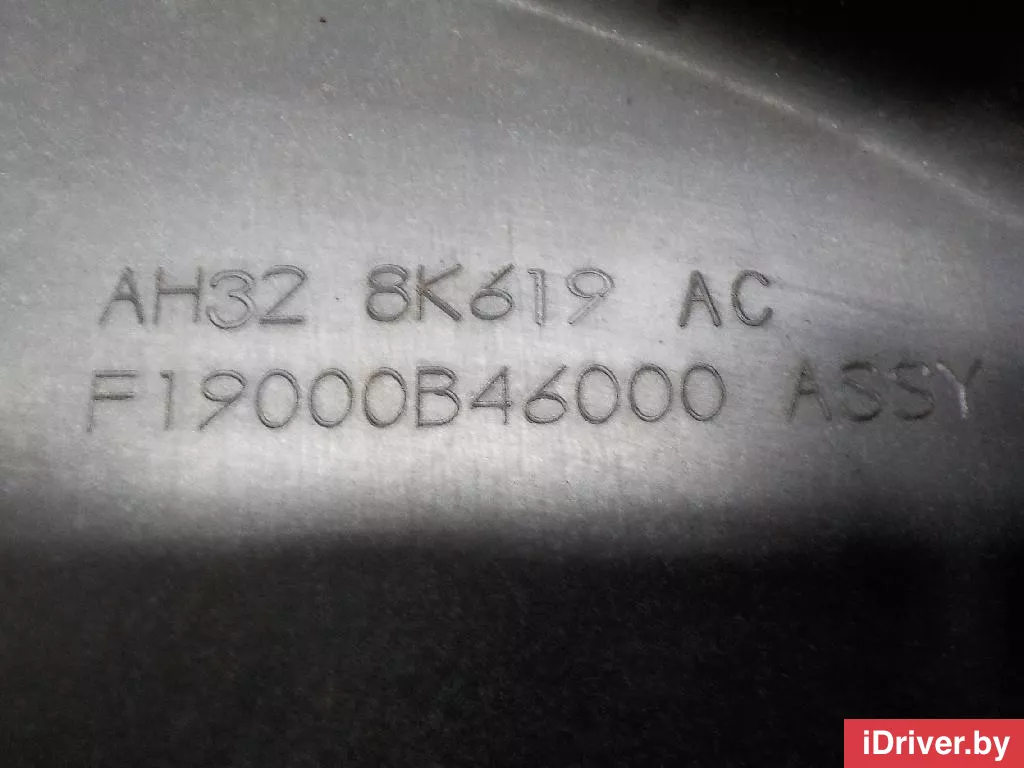 AH32 8K619 AC
F19000B46000 ASSY
iDriver.by